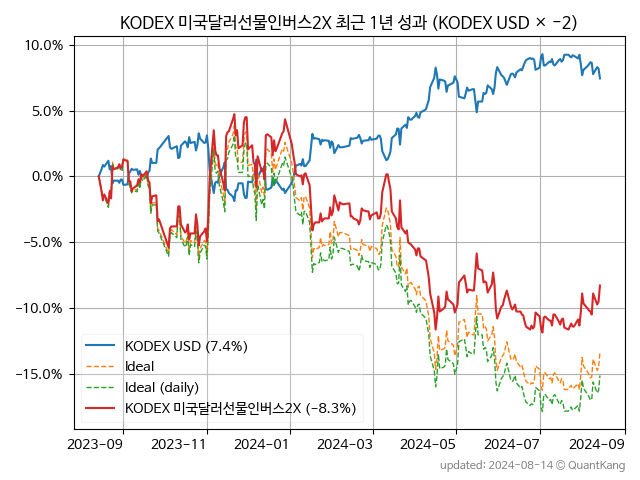 KODEX 미국달러선물인버스2X 최근 1년 성과 (KODEX USD × −2)
10.0%
5.0%
0.0%
−5.0%
−10.0%
−15.0%
KODEX USD (7.4%)
Ideal
Ideal (daily)
KODEX 미국달러선물인버스2X (−8.3%)
2023-09 2023-11 2024-01 2024-03 2024-05 2024-07 2024-09
updated: 2024-08-14 © QuantKang